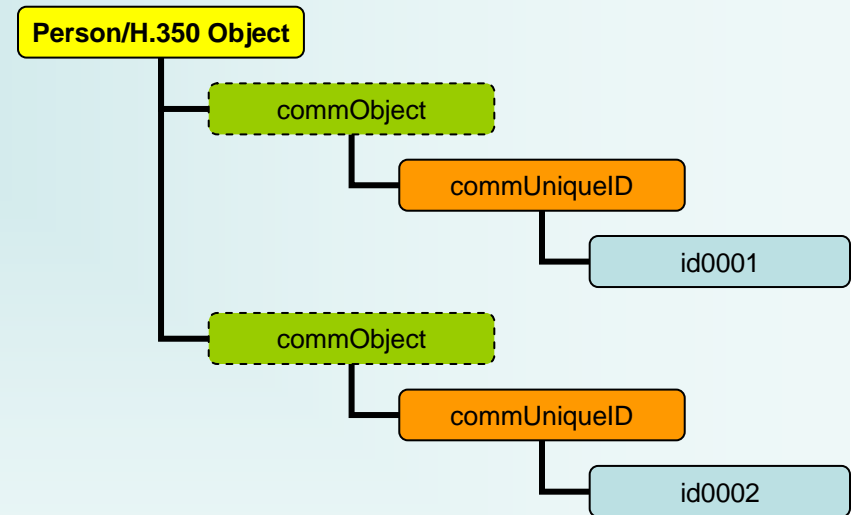 Person/H.350 Object
commObject
commUniqueID
id0001
commObject
commUniqueID
id0002